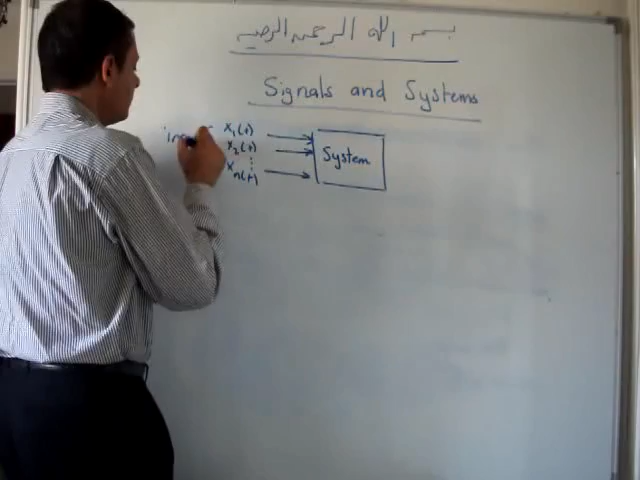 بسم الله الرحمن الرحيم
Signals and Systems
x₁(t)
x₂(t)
⋮
xₙ(t)
System